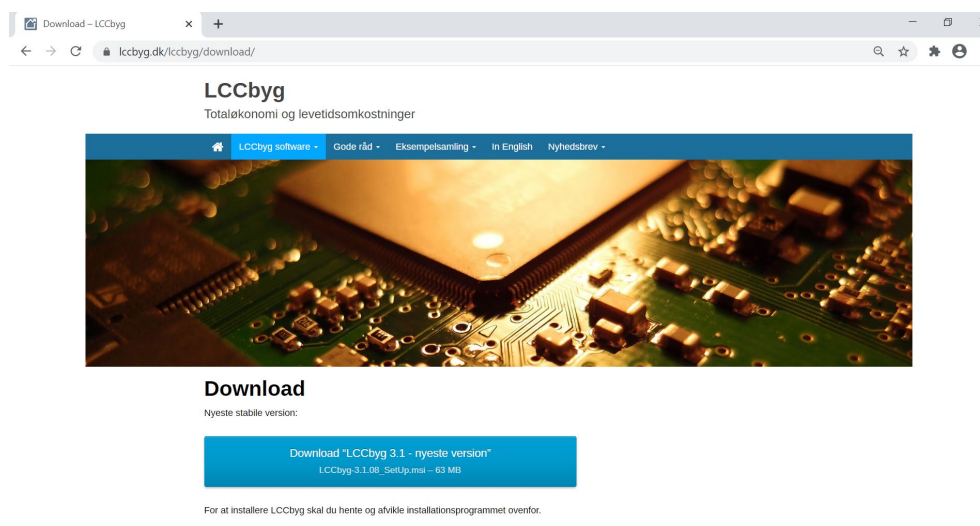 Download – LCCbyg
lccbyg.dk/lccbyg/download/
LCCbyg
Totaløkonomi og levetidsomkostninger
LCCbyg software
Gode råd
Eksempelsamling
In English
Nyhedsbrev
Download
Nyeste stabile version:
Download "LCCbyg 3.1 - nyeste version"
LCCbyg-3.1.08_SetUp.msi – 63 MB
For at installere LCCbyg skal du hente og afvikle installationsprogrammet ovenfor.